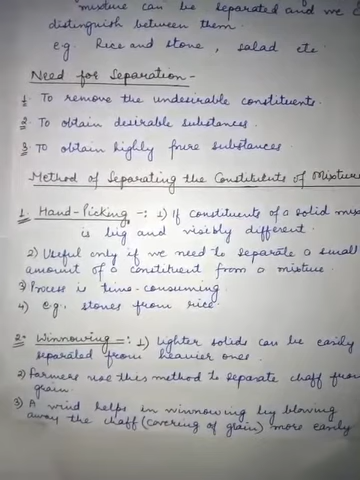 mixture can be separated and we
distinguish between them.
eg. Rice and stone, salad etc
Need for Separation -
1. To remove the undesirable constituents.
2. To obtain desirable substances.
3. To obtain highly pure substances.
Method of Separating the Constituents of Mixture
1. Hand-Picking -: 1) If constituents of a solid mix
is big and visibly different.
2) Useful only if we need to separate a small
amount of a constituent from a mixture.
3) Process is time-consuming.
4) eg. stones from rice.
2. Winnowing -: 1) Lighter solids can be easily
separated from heavier ones.
2) Farmers use this method to separate chaff from
grain.
3) A wind helps in winnowing by blowing
away the chaff (covering of grain) more easily